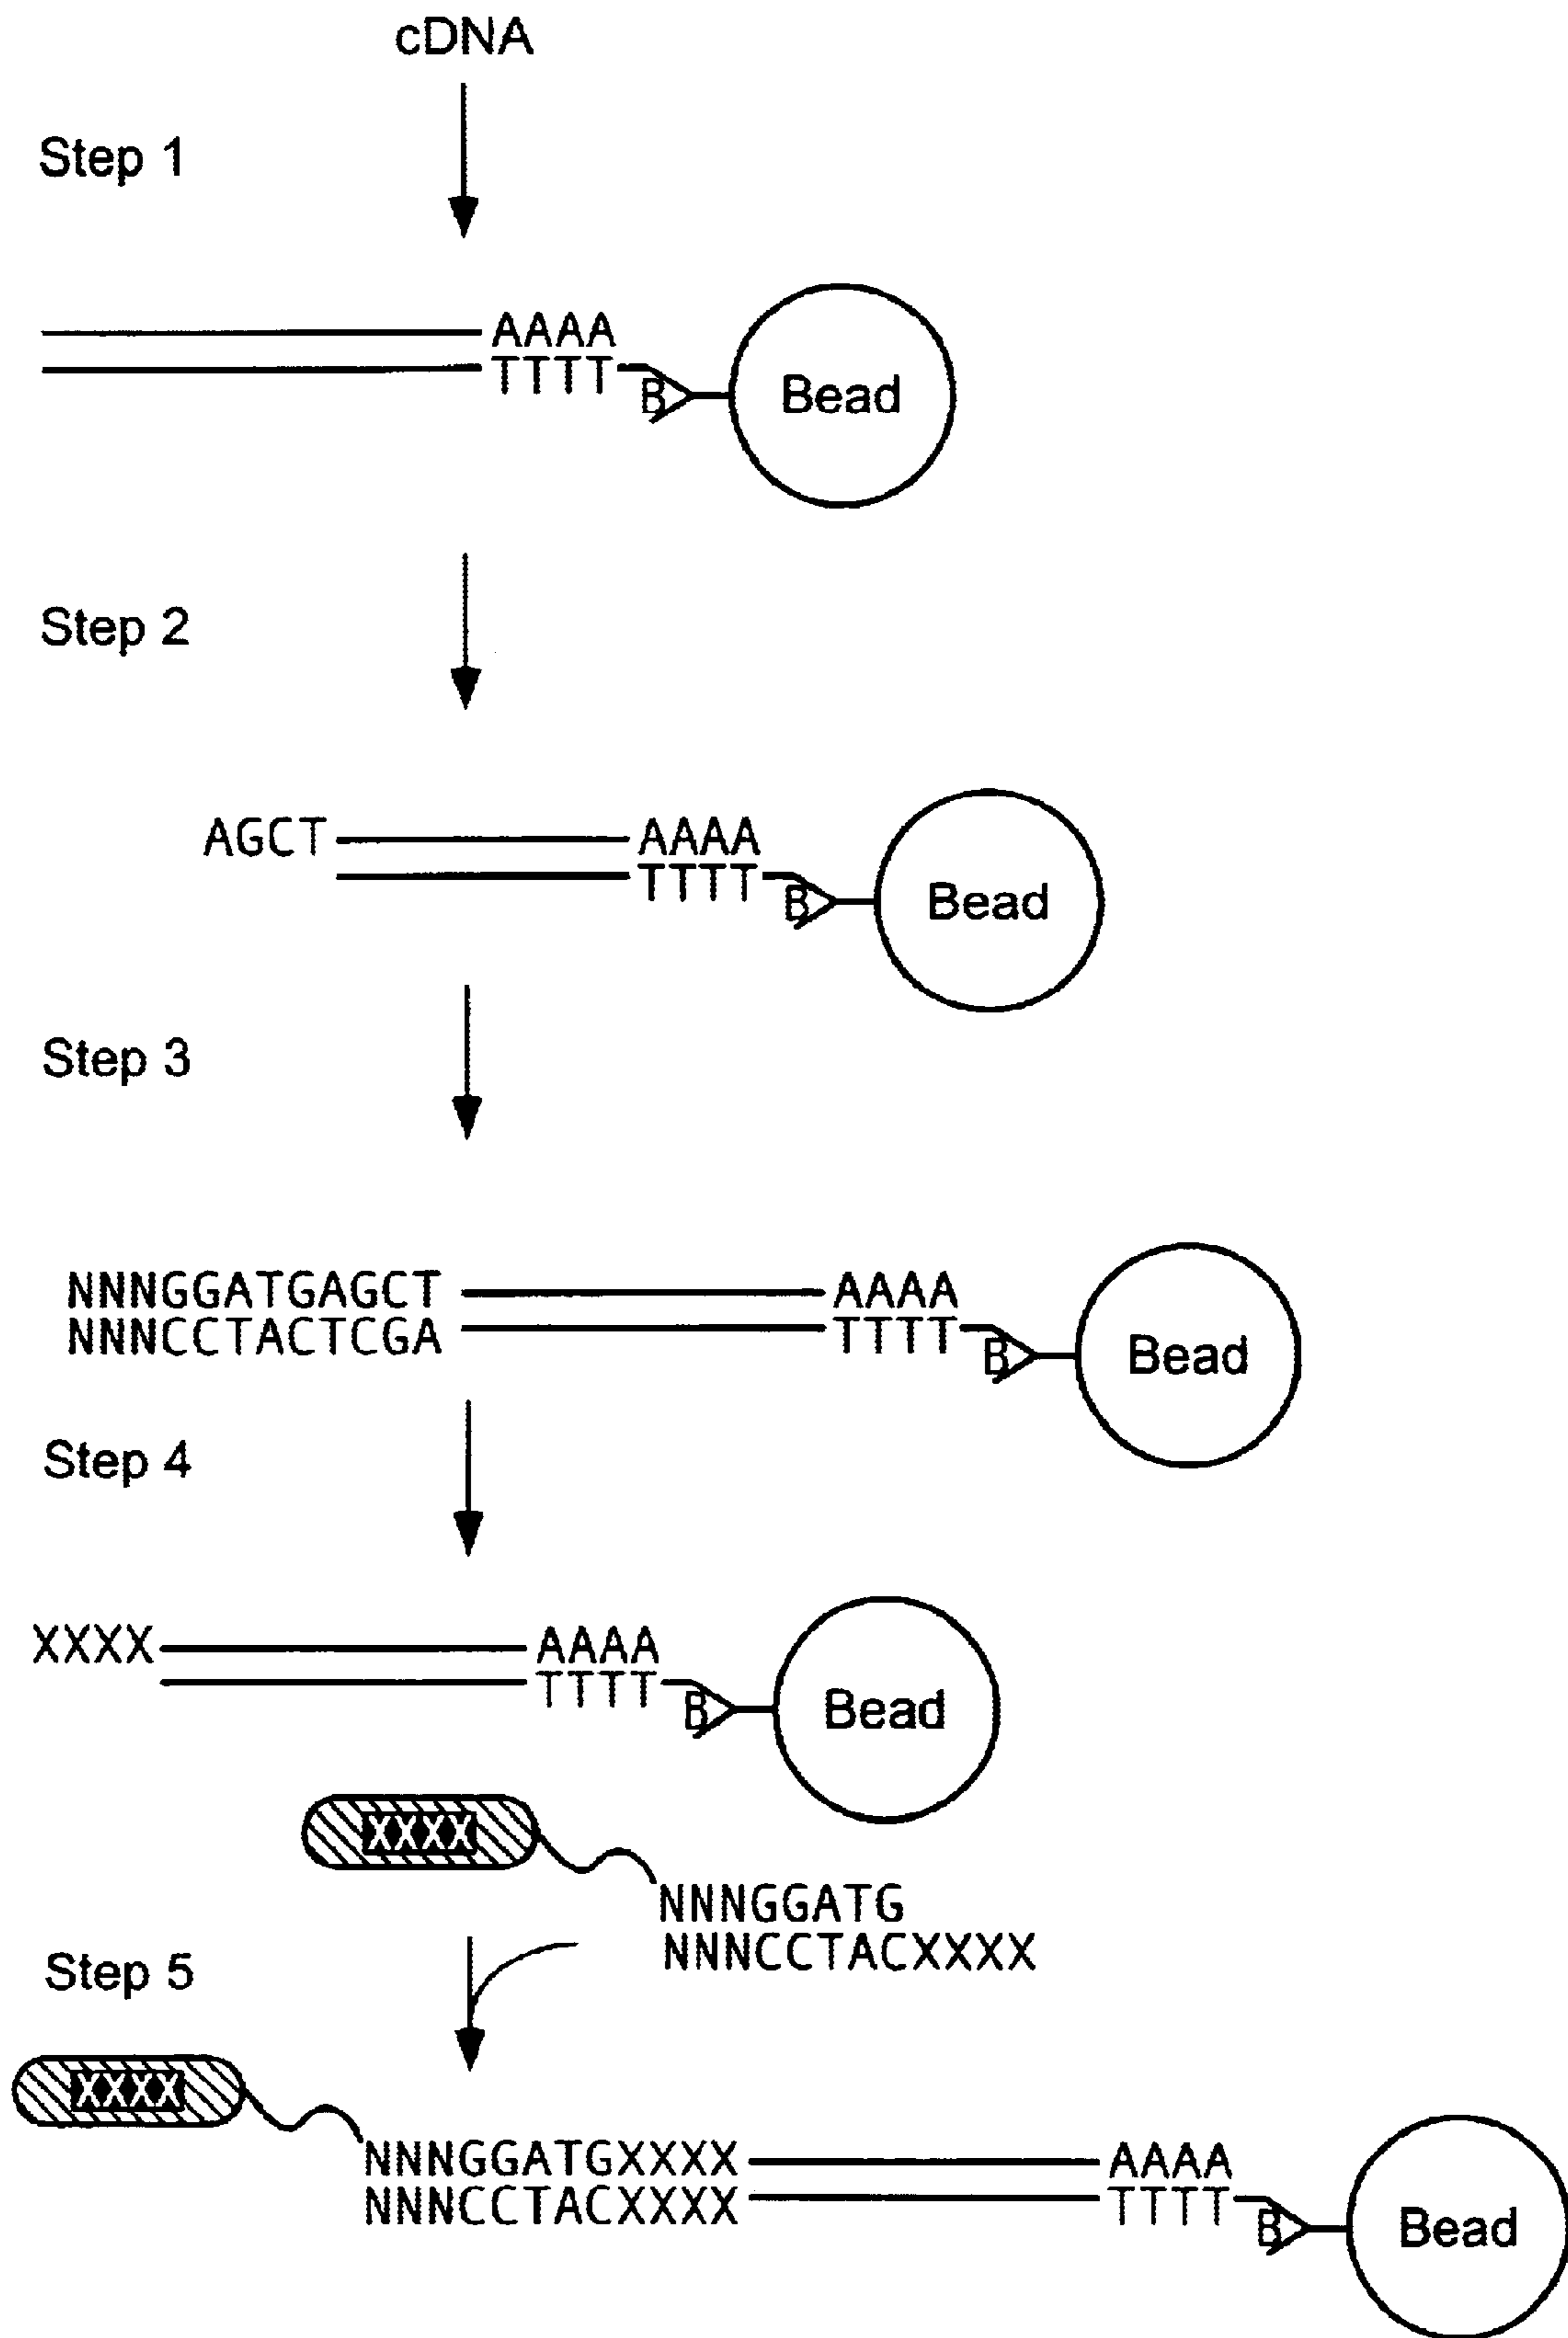 cDNA
Step 1
AAAA
TTTT
B
Bead
Step 2
AGCT
AAAA
TTTT
B
Bead
Step 3
NNNGGATGAGCT
AAAA
NNNCCTACTCGA
TTTT
B
Bead
Step 4
XXXX
AAAA
TTTT
B
Bead
XXXX
NNNGGATG
NNNCCTACXXXX
Step 5
XXXX
NNNGGATGXXXX
AAAA
NNNCCTACXXXX
TTTT
B
Bead